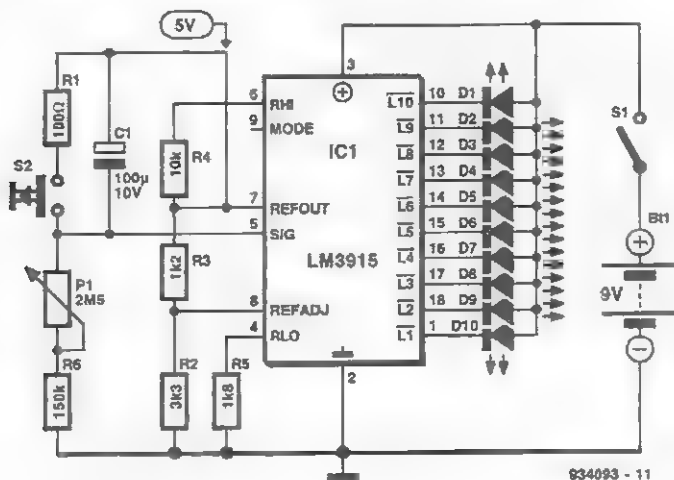 5V
R1
100Ω
C1
100µ
10V
S2
P1
2M5
R6
150k
R4
10k
R3
1k2
R2
3k3
R5
1k8
3
6 RHI
9 MODE
7 REFOUT
5 SIG
8 REFADJ
4 RLO
2
IC1
LM3915
L10 10 D1
L9 11 D2
L8 12 D3
L7 13 D4
L6 14 D5
L5 15 D6
L4 16 D7
L3 17 D8
L2 18 D9
L1 1 D10
S1
Bt1
9V
934093 - 11